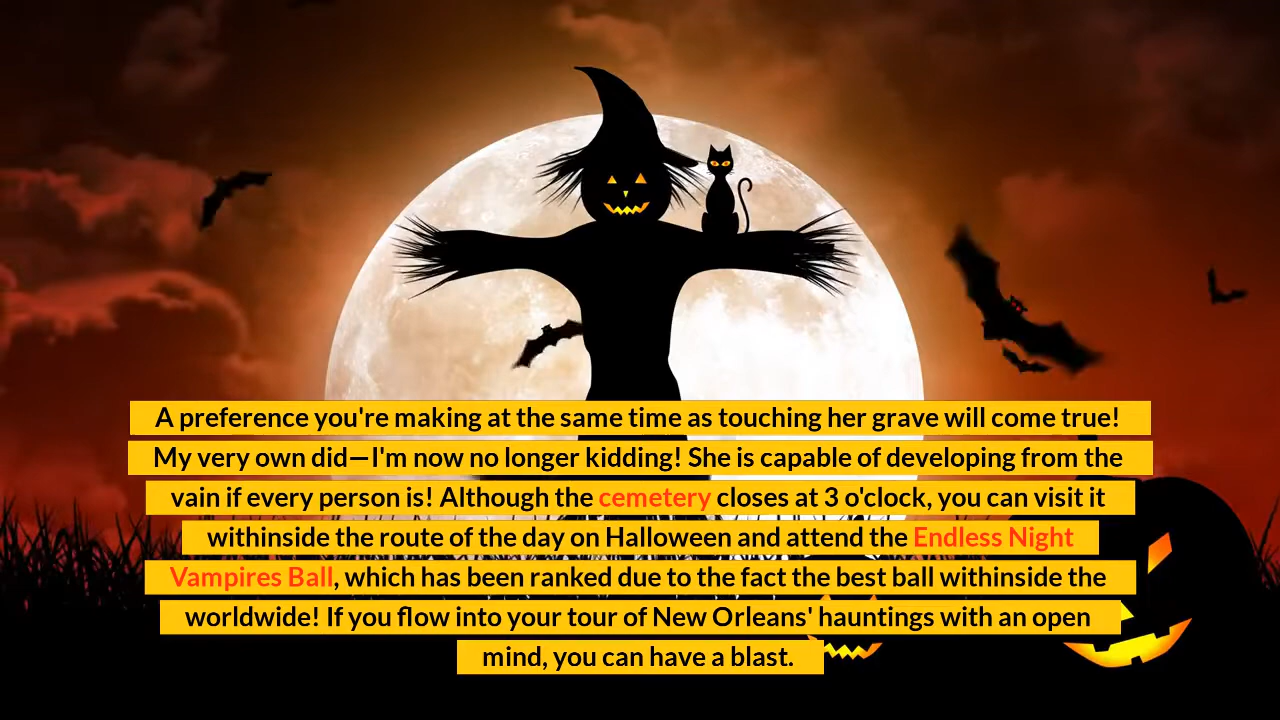 A preference you're making at the same time as touching her grave will come true!
My very own did—I'm now no longer kidding! She is capable of developing from the
vain if every person is! Although the cemetery closes at 3 o'clock, you can visit it
withinside the route of the day on Halloween and attend the Endless Night
Vampires Ball, which has been ranked due to the fact the best ball withinside the
worldwide! If you flow into your tour of New Orleans' hauntings with an open
mind, you can have a blast.